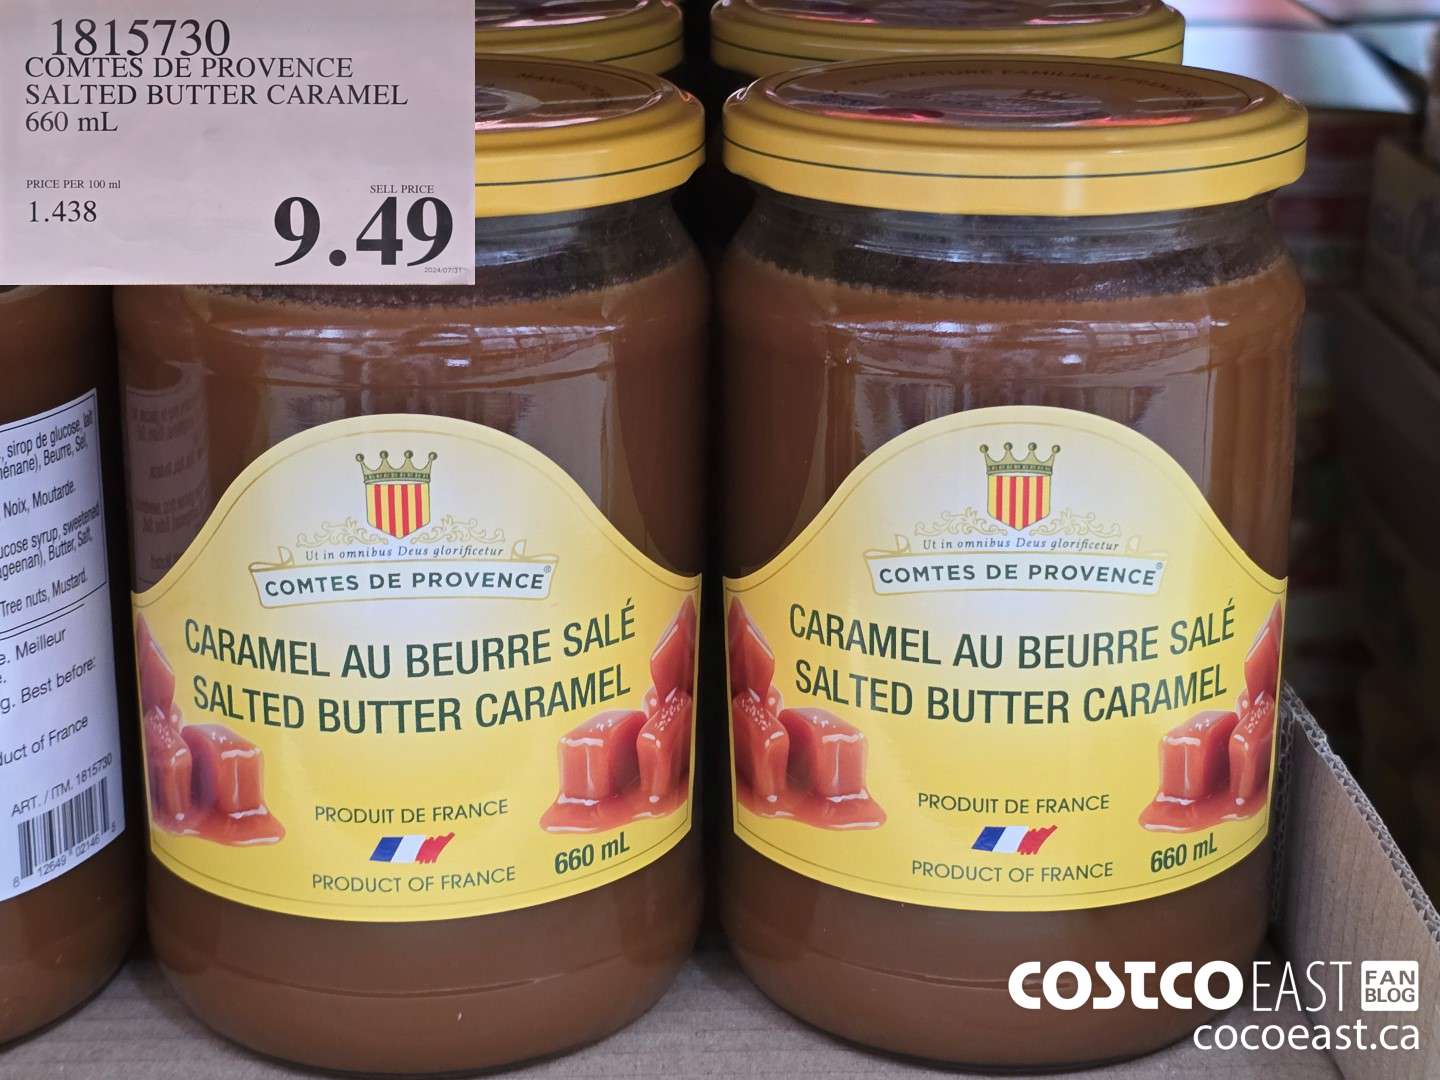 1815730
COMTES DE PROVENCE
SALTED BUTTER CARAMEL
660 mL
PRICE PER 100 ml
1.438
SELL PRICE
9.49
2024/07/31
, sirop de glucose, lait
Beurre, Sel,
Noix, Moutarde.
ucose syrup, sweetened
ageenan), Butter, Salt,
Tree nuts, Mustard.
e. Meilleur
g. Best before:
duct of France
ART. / ITM. 1815730
8 12649 02146
Ut in omnibus Deus glorificetur
COMTES DE PROVENCE®
CARAMEL AU BEURRE SALÉ
SALTED BUTTER CARAMEL
PRODUIT DE FRANCE
PRODUCT OF FRANCE
660 mL
Ut in omnibus Deus glorificetur
COMTES DE PROVENCE®
CARAMEL AU BEURRE SALÉ
SALTED BUTTER CARAMEL
PRODUIT DE FRANCE
PRODUCT OF FRANCE
660 mL
COSTCO EAST FAN BLOG
cocoeast.ca